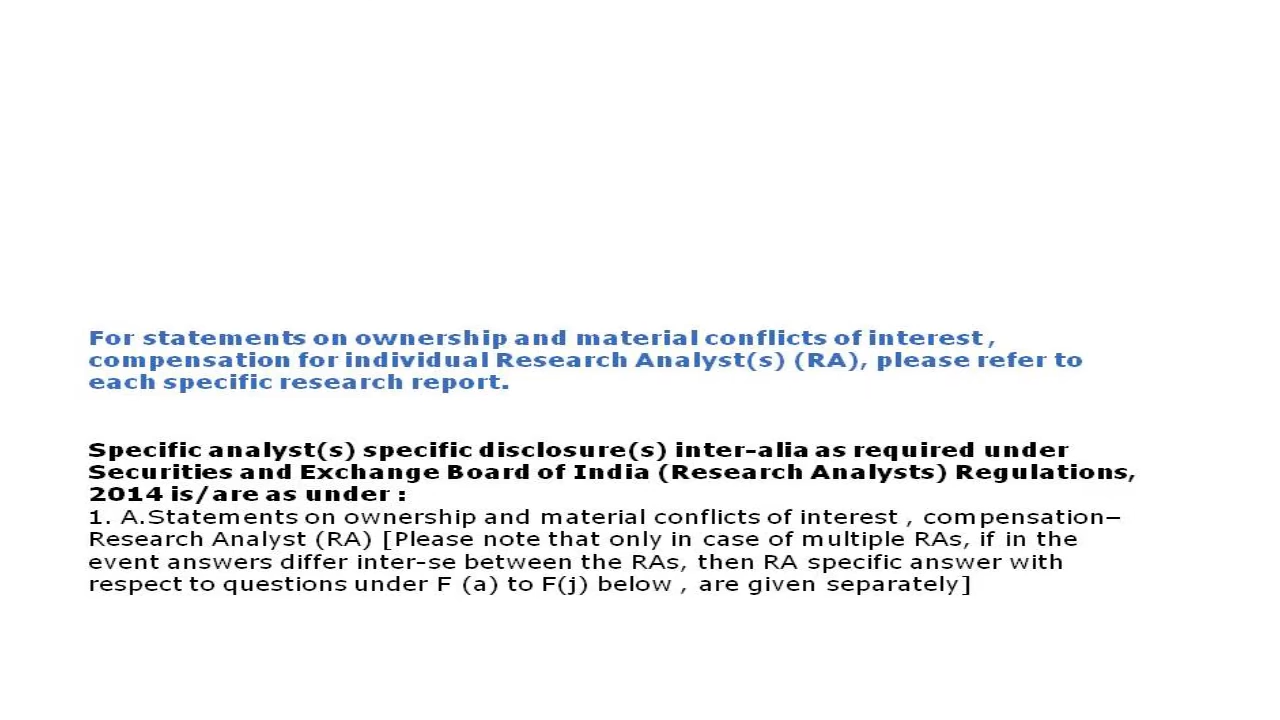 For statements on ownership and material conflicts of interest ,
compensation for individual Research Analyst(s) (RA), please refer to
each specific research report.
Specific analyst(s) specific disclosure(s) inter-alia as required under
Securities and Exchange Board of India (Research Analysts) Regulations,
2014 is/are as under :
1. A.Statements on ownership and material conflicts of interest , compensation–
Research Analyst (RA) [Please note that only in case of multiple RAs, if in the
event answers differ inter-se between the RAs, then RA specific answer with
respect to questions under F (a) to F(j) below , are given separately]